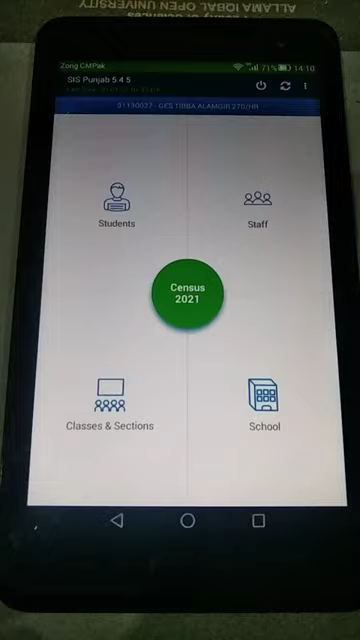 ALLAMA IQBAL OPEN UNIVERSITY
Zong CMPak
71% 14:10
SIS Punjab 5.4.5
31130027 - GES TIBBA ALAMGIR 270/HR
Students
Staff
Census
2021
Classes & Sections
School